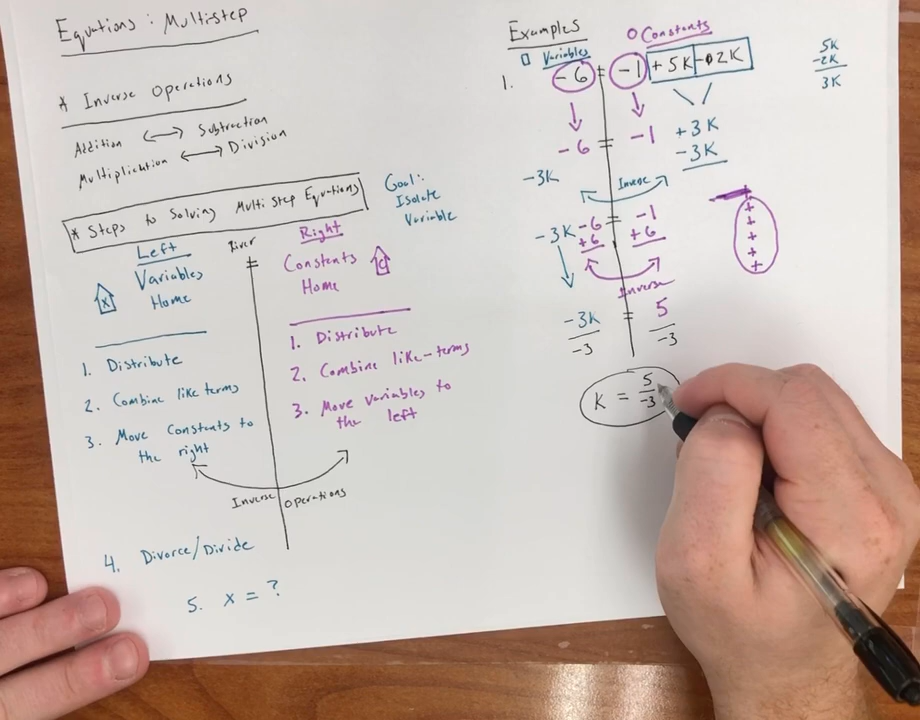 Equations: Multistep
* Inverse Operations
Addition ↔ Subtraction
Multiplication ↔ Division
* Steps to Solving Multi Step Equations
Goal:
Isolate
Variable
Left
Variables
Home
x
1. Distribute
2. Combine like terms
3. Move Constants to
the right
River
Right
Constants
Home
C
1. Distribute
2. Combine like-terms
3. Move variables to
the left
Inverse Operations
4. Divorce/Divide
5. x = ?
Examples
□ Variables
O Constants
1. -6 = -1 +5K -2K
-6 = -1 +3K
-3K -3K
Inverse
-3K -6 = -1
+6 +6
Inverse
-3K = 5
-3 -3
K = 5
-3
5K
-2K
3K
+
+
+
+
+